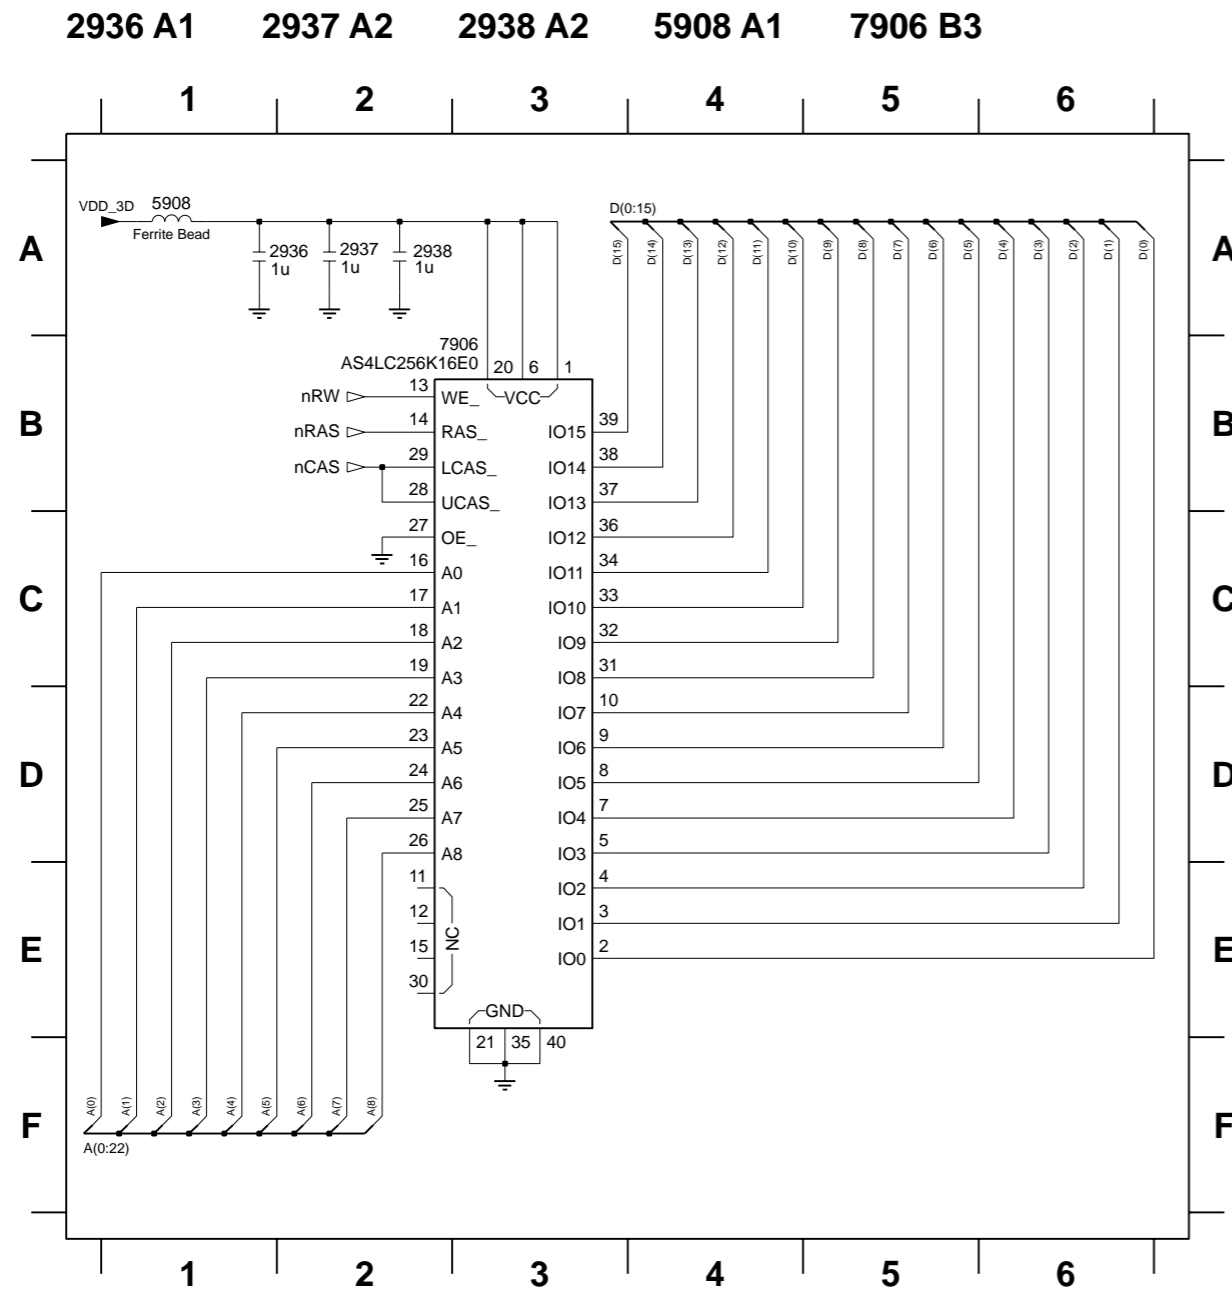 2936 A1 2937 A2 2938 A2 5908 A1 7906 B3
1 2 3 4 5 6
VDD_3D 5908 D(0:15)
Ferrite Bead
A 2936 2937 2938 A
1u 1u 1u
D(15) D(14) D(13) D(12) D(11) D(10) D(9) D(8) D(7) D(6) D(5) D(4) D(3) D(2) D(1) D(0)
7906
AS4LC256K16E0 20 6 1
nRW 13 WE_ VCC
B nRAS 14 RAS_ IO15 39 B
nCAS 29 LCAS_ IO14 38
28 UCAS_ IO13 37
27 OE_ IO12 36
16 A0 IO11 34
C 17 A1 IO10 33 C
18 A2 IO9 32
19 A3 IO8 31
22 A4 IO7 10
23 A5 IO6 9
D 24 A6 IO5 8 D
25 A7 IO4 7
26 A8 IO3 5
11 IO2 4
12 NC IO1 3
E 15 IO0 2 E
30
GND
21 35 40
A(0) A(1) A(2) A(3) A(4) A(5) A(6) A(7) A(8)
F F
A(0:22)
1 2 3 4 5 6